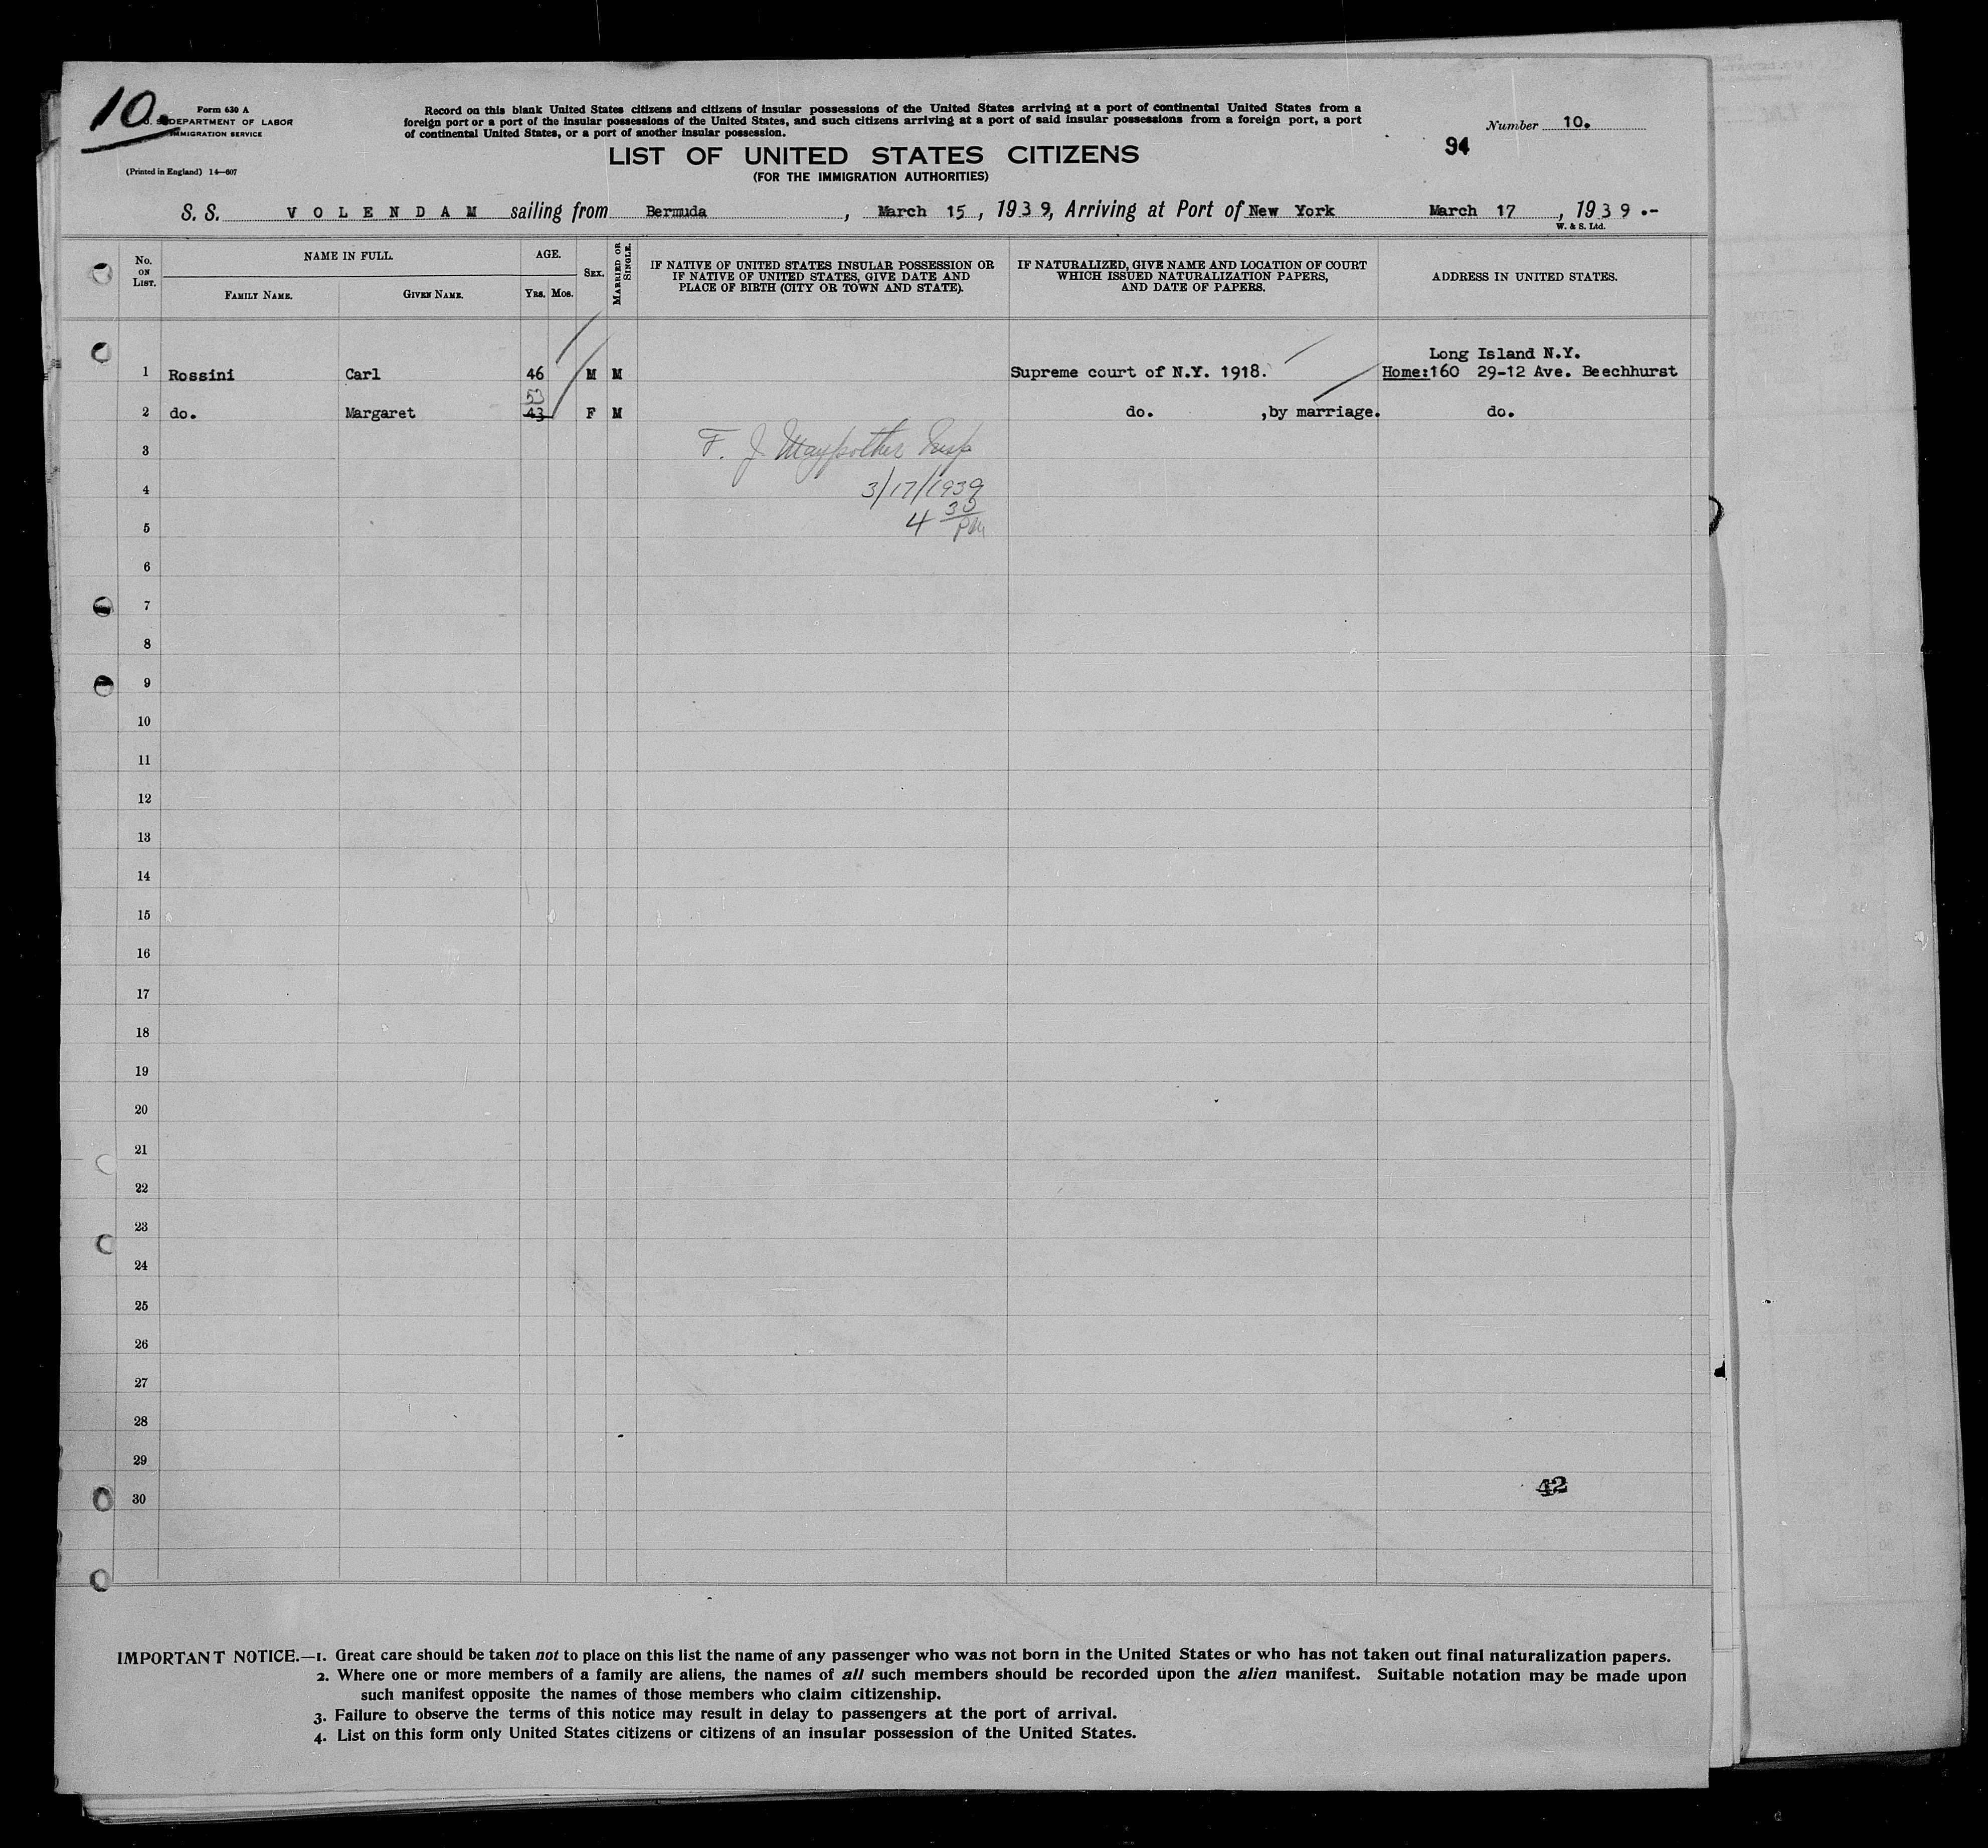 10.
Form 630 A
U. S. DEPARTMENT OF LABOR
IMMIGRATION SERVICE
(Printed in England) 14—607
Record on this blank United States citizens and citizens of insular possessions of the United States arriving at a port of continental United States from a
foreign port or a port of the insular possessions of the United States, and such citizens arriving at a port of said insular possessions from a foreign port, a port
of continental United States, or a port of another insular possession.
Number 10.
94
LIST OF UNITED STATES CITIZENS
(FOR THE IMMIGRATION AUTHORITIES)
S. S. VOLENDAM sailing from Bermuda, March 15, 1939, Arriving at Port of New York March 17, 1939.-
W. & S. Ltd.
No. ON LIST.
NAME IN FULL.
FAMILY NAME.
GIVEN NAME.
AGE.
YRS. MOS.
SEX.
MARRIED OR SINGLE.
IF NATIVE OF UNITED STATES INSULAR POSSESSION OR
IF NATIVE OF UNITED STATES, GIVE DATE AND
PLACE OF BIRTH (CITY OR TOWN AND STATE).
IF NATURALIZED, GIVE NAME AND LOCATION OF COURT
WHICH ISSUED NATURALIZATION PAPERS,
AND DATE OF PAPERS.
ADDRESS IN UNITED STATES.
Long Island N.Y.
1 Rossini Carl 46 M M Supreme court of N.Y. 1918. Home:160 29-12 Ave. Beechhurst
53
2 do. Margaret 43 F M do. ,by marriage. do.
3 F. J. Maypother Insp
4 3/17/1939
5 4 30 PM
6
7
8
9
10
11
12
13
14
15
16
17
18
19
20
21
22
23
24
25
26
27
28
29
42
30
IMPORTANT NOTICE.—1. Great care should be taken not to place on this list the name of any passenger who was not born in the United States or who has not taken out final naturalization papers.
2. Where one or more members of a family are aliens, the names of all such members should be recorded upon the alien manifest. Suitable notation may be made upon
such manifest opposite the names of those members who claim citizenship.
3. Failure to observe the terms of this notice may result in delay to passengers at the port of arrival.
4. List on this form only United States citizens or citizens of an insular possession of the United States.